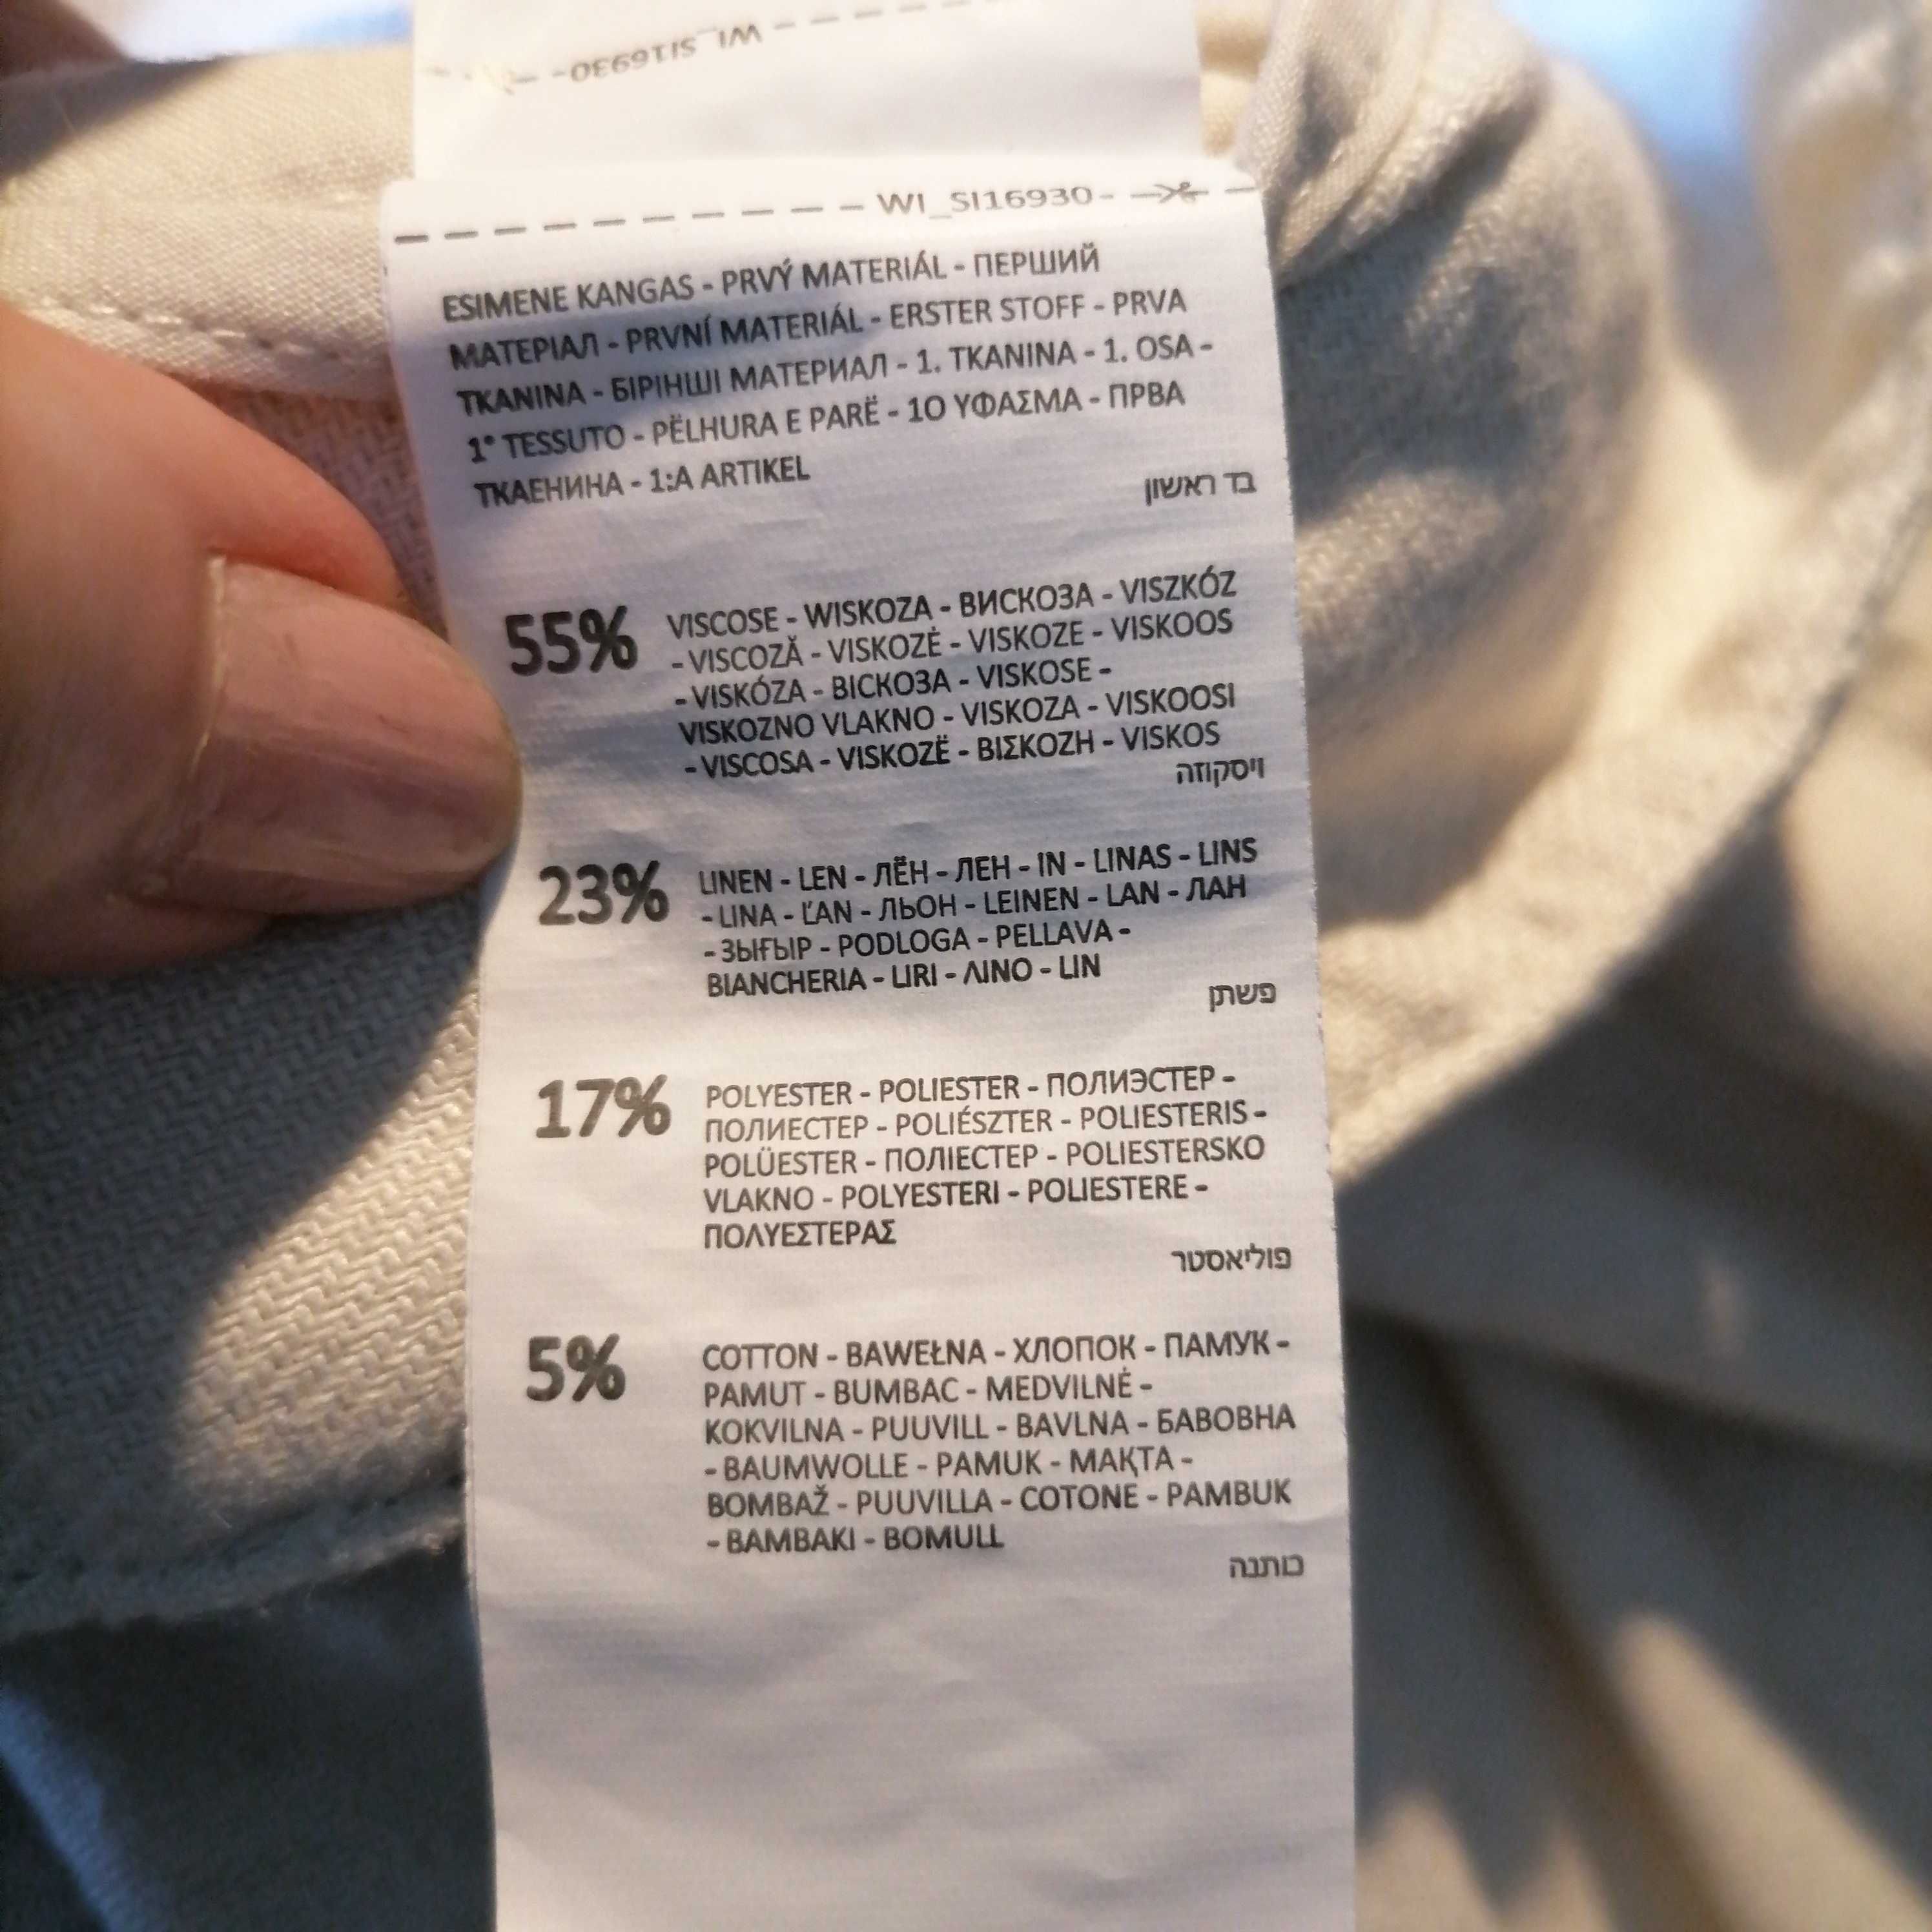 WI_SI16930
WI_SI16930
ESIMENE KANGAS - PRVÝ MATERIÁL - ПЕРШИЙ
МАТЕРІАЛ - PRVNÍ MATERIÁL - ERSTER STOFF - PRVA
TKANINA - БІРІНШІ МАТЕРИАЛ - 1. TKANINA - 1. OSA -
1° TESSUTO - PËLHURA E PARË - 1Ο ΥΦΑΣΜΑ - ПРВА
ТКАЕНИНА - 1:A ARTIKEL
בד ראשון
55% VISCOSE - WISKOZA - ВИСКОЗА - VISZKÓZ
- VISCOZĂ - VISKOZĖ - VISKOZE - VISKOOS
- VISKÓZA - ВІСКОЗА - VISKOSE -
VISKOZNO VLAKNO - VISKOZA - VISKOOSI
- VISCOSA - VISKOZË - ΒΙΣΚΟΖΗ - VISKOS
ויסקוזה
23% LINEN - LEN - ЛЁН - ЛЕН - IN - LINAS - LINS
- LINA - ĽAN - ЛЬОН - LEINEN - LAN - ЛАН
- ЗЫҒЫР - PODLOGA - PELLAVA -
BIANCHERIA - LIRI - ΛΙΝΟ - LIN
פשתן
17% POLYESTER - POLIESTER - ПОЛИЭСТЕР -
ПОЛИЕСТЕР - POLIÉSZTER - POLIESTERIS -
POLÜESTER - ПОЛІЕСТЕР - POLIESTERSKO
VLAKNO - POLYESTERI - POLIESTERE -
ΠΟΛΥΕΣΤΕΡΑΣ
פוליאסטר
5% COTTON - BAWEŁNA - ХЛОПОК - ПАМУК -
PAMUT - BUMBAC - MEDVILNĖ -
KOKVILNA - PUUVILL - BAVLNA - БАВОВНА
- BAUMWOLLE - PAMUK - МАҚТА -
BOMBAŽ - PUUVILLA - COTONE - PAMBUK
- BAMBAKI - BOMULL
כותנה